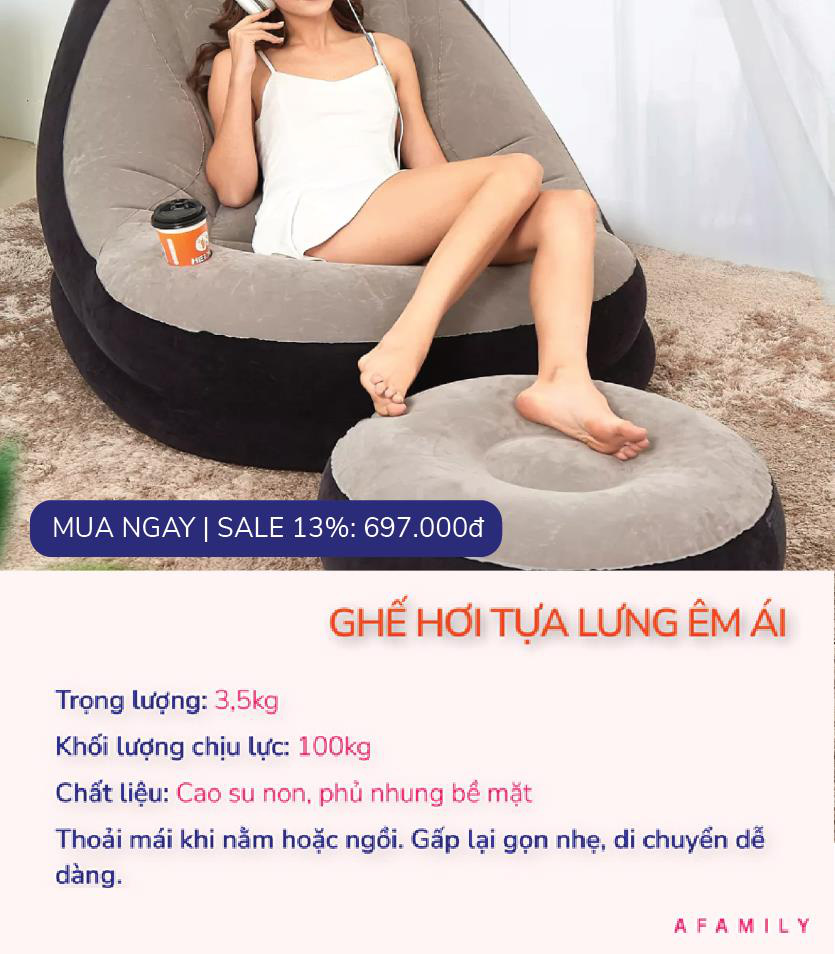 MUA NGAY | SALE 13%: 697.000đ
GHẾ HƠI TỰA LƯNG ÊM ÁI
Trọng lượng: 3,5kg
Khối lượng chịu lực: 100kg
Chất liệu: Cao su non, phủ nhung bề mặt
Thoải mái khi nằm hoặc ngồi. Gấp lại gọn nhẹ, di chuyển dễ
dàng.
AFAMILY